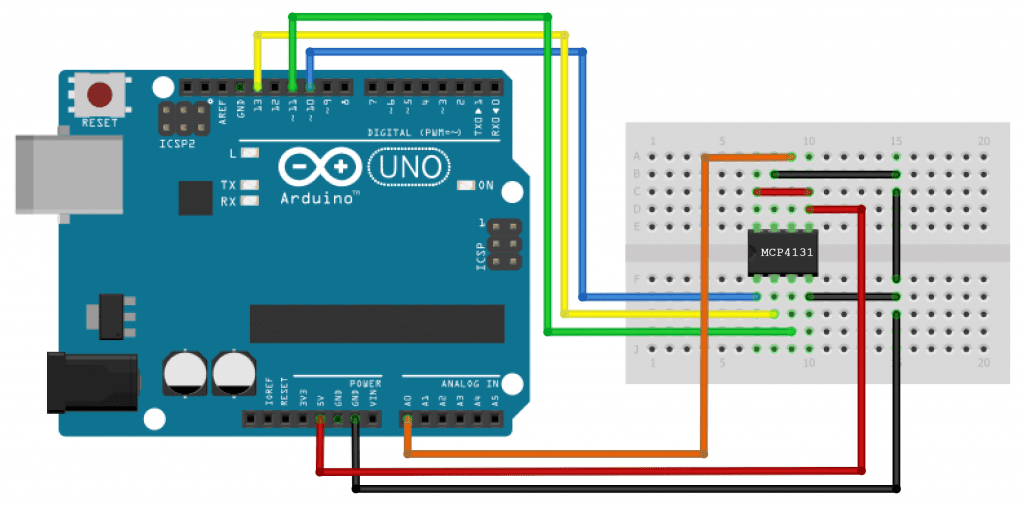 RESET
ICSP2
AREF
GND
13
12
~11
~10
~9
8
7
~6
~5
4
~3
2
TX0▶1
RX0◀0
DIGITAL (PWM=~)
L
TX
RX
UNO
Arduino™
ON
1
ICSP
1 5 10 15 20
A
B
C
D
E
MCP4131
F
J
1 5 10 15 20
POWER
ANALOG IN
IOREF
RESET
3V3
5V
GND
GND
VIN
A0
A1
A2
A3
A4
A5